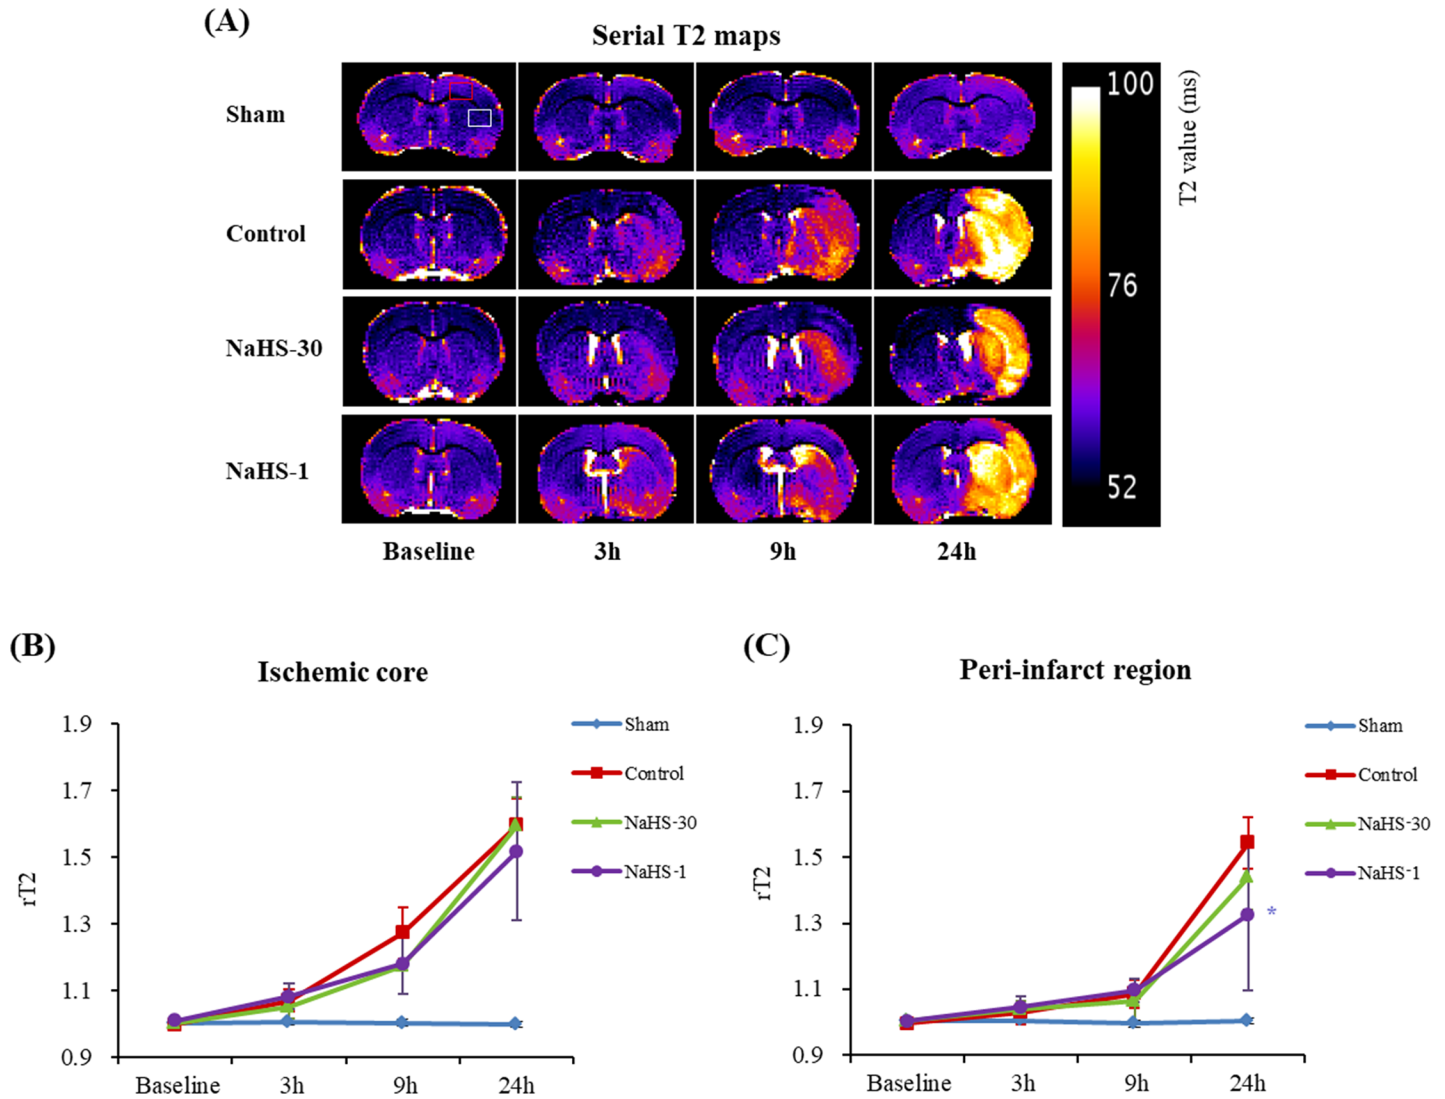 (A)
Serial T2 maps
Sham
Control
NaHS-30
NaHS-1
Baseline 3h 9h 24h
100
76
52
T2 value (ms)
(B)
Ischemic core
1.9
1.7
1.5
1.3
1.1
0.9
rT2
Baseline 3h 9h 24h
Sham
Control
NaHS-30
NaHS-1
(C)
Peri-infarct region
1.9
1.7
1.5
1.3
1.1
0.9
rT2
Baseline 3h 9h 24h
Sham
Control
NaHS-30
NaHS-1
*